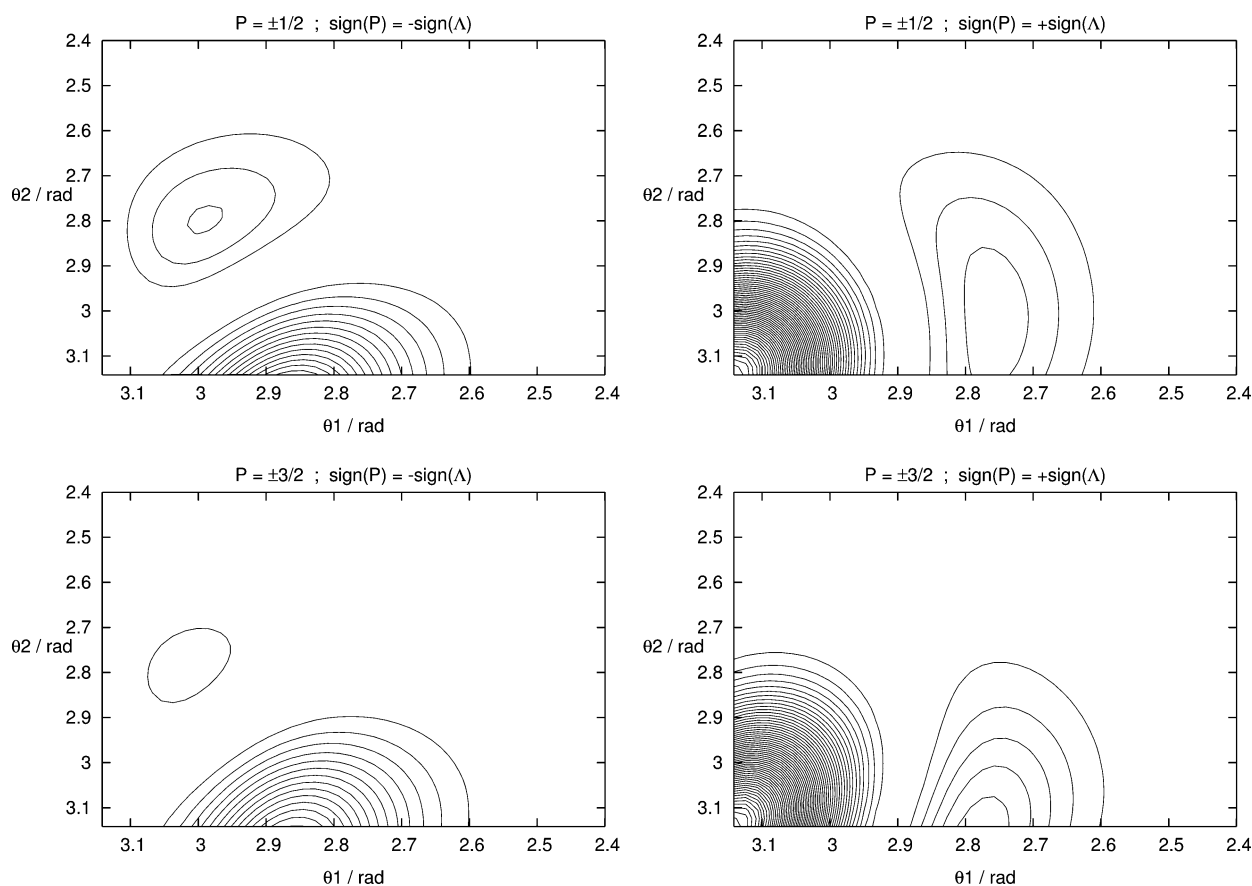 P = ±1/2 ; sign(P) = -sign(Λ)
2.4
2.5
2.6
2.7
θ2 / rad
2.8
2.9
3
3.1
3.1 3 2.9 2.8 2.7 2.6 2.5 2.4
θ1 / rad
P = ±1/2 ; sign(P) = +sign(Λ)
2.4
2.5
2.6
2.7
θ2 / rad
2.8
2.9
3
3.1
3.1 3 2.9 2.8 2.7 2.6 2.5 2.4
θ1 / rad
P = ±3/2 ; sign(P) = -sign(Λ)
2.4
2.5
2.6
2.7
θ2 / rad
2.8
2.9
3
3.1
3.1 3 2.9 2.8 2.7 2.6 2.5 2.4
θ1 / rad
P = ±3/2 ; sign(P) = +sign(Λ)
2.4
2.5
2.6
2.7
θ2 / rad
2.8
2.9
3
3.1
3.1 3 2.9 2.8 2.7 2.6 2.5 2.4
θ1 / rad